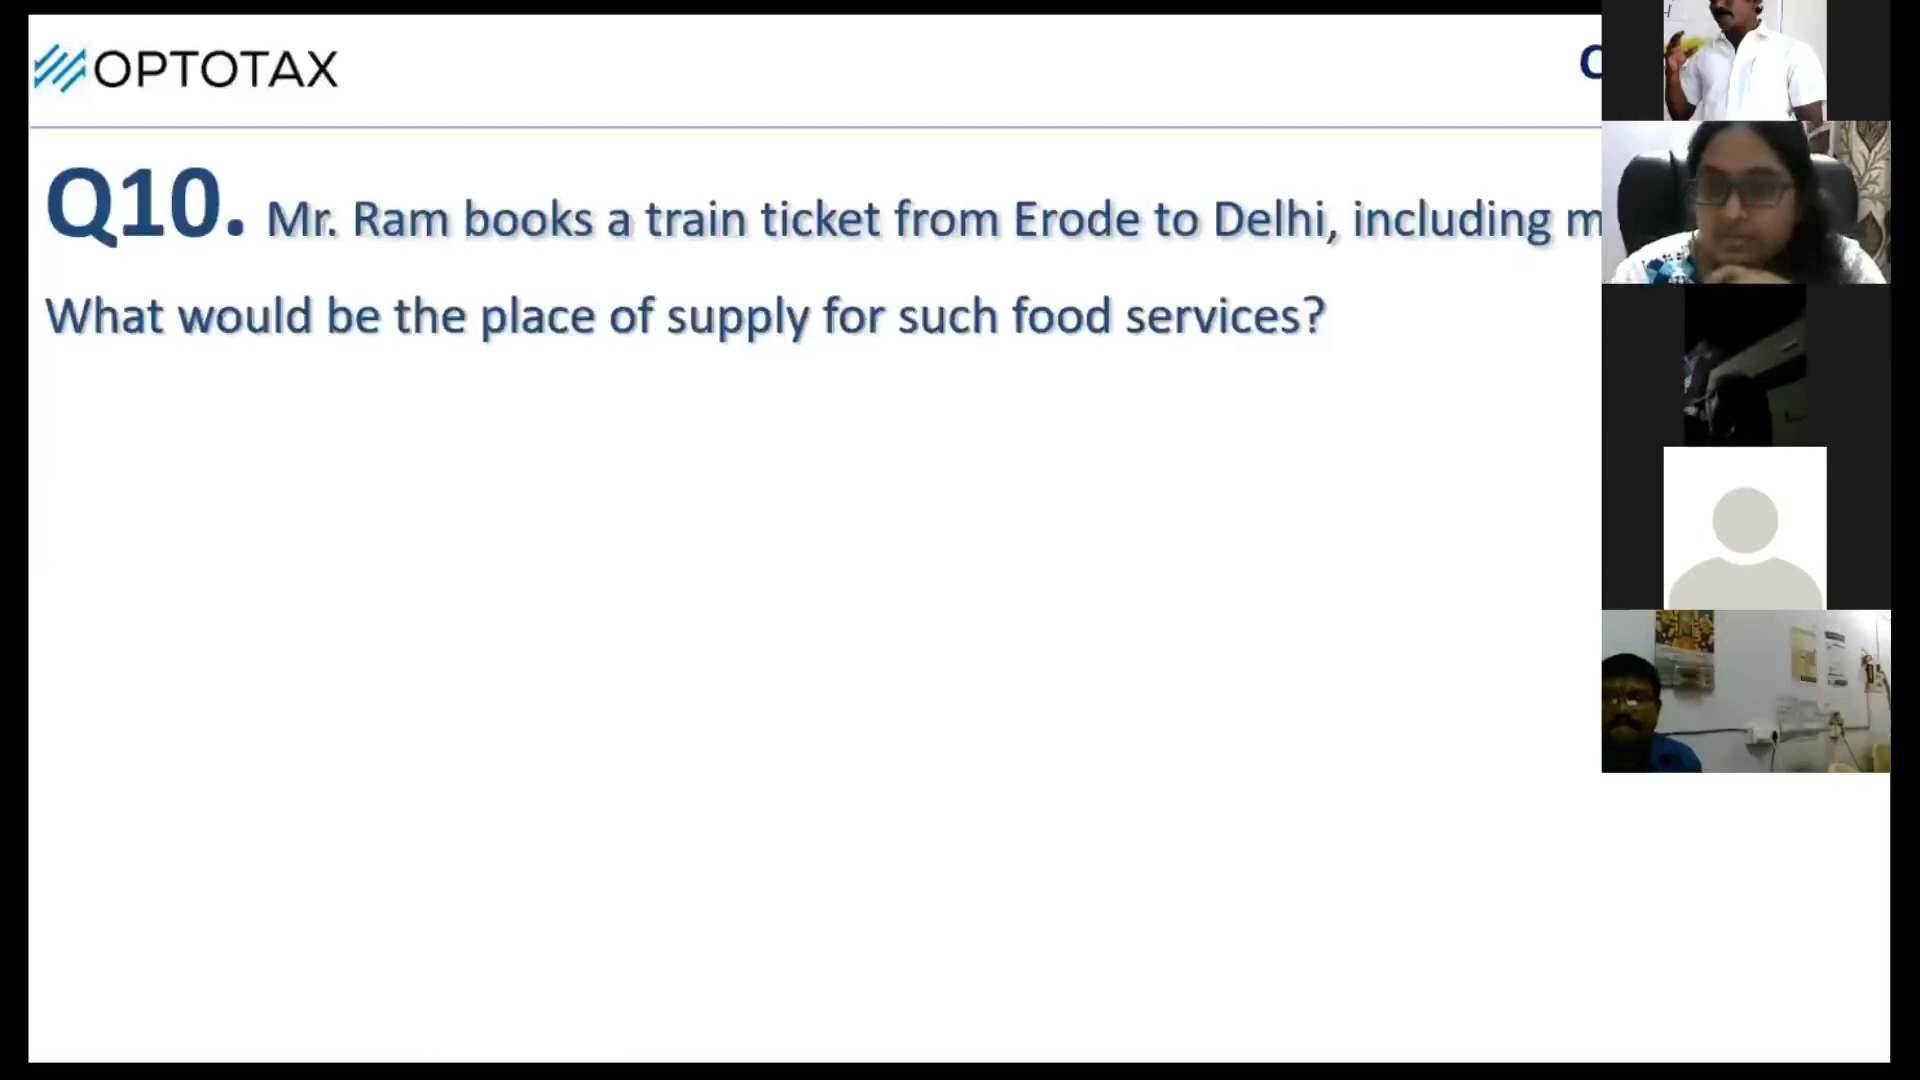 OPTOTAX
Q10. Mr. Ram books a train ticket from Erode to Delhi, including
What would be the place of supply for such food services?